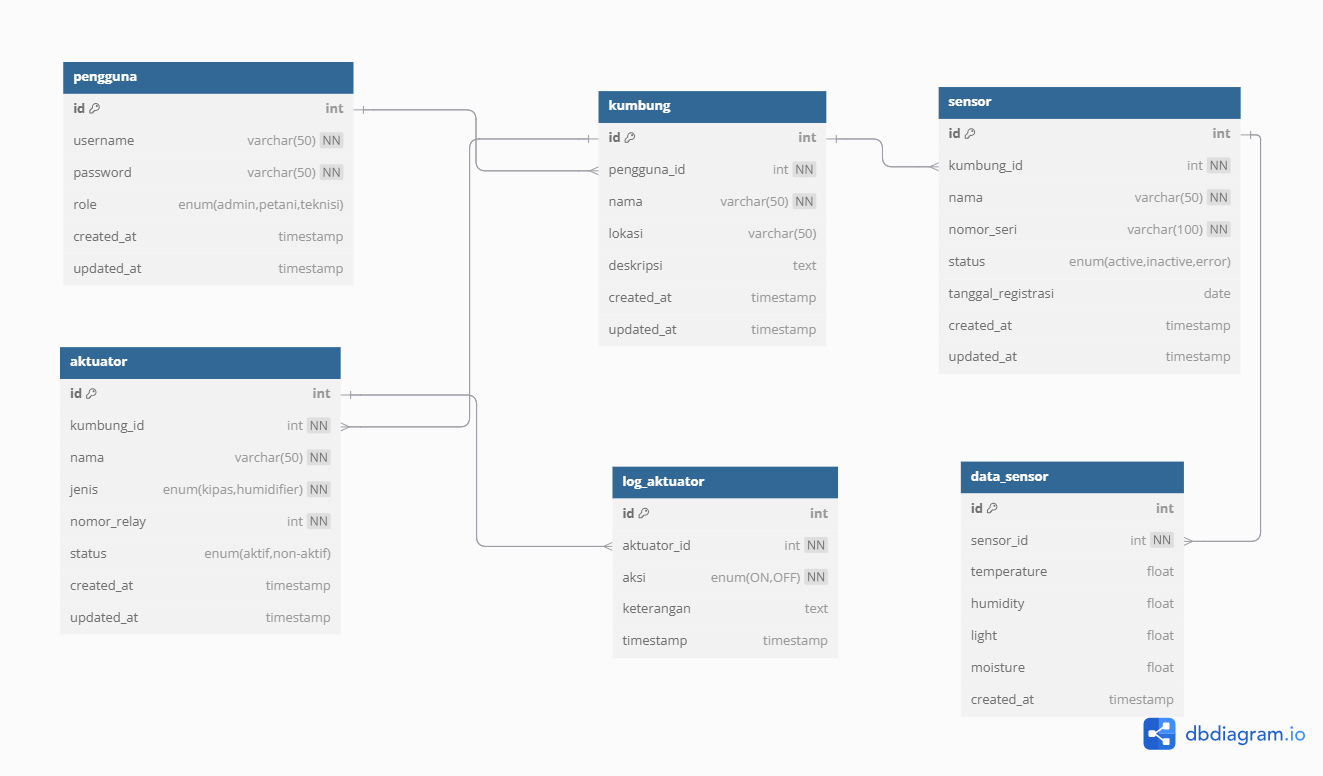 pengguna
id int
username varchar(50) NN
password varchar(50) NN
role enum(admin,petani,teknisi)
created_at timestamp
updated_at timestamp
kumbung
id int
pengguna_id int NN
nama varchar(50) NN
lokasi varchar(50)
deskripsi text
created_at timestamp
updated_at timestamp
sensor
id int
kumbung_id int NN
nama varchar(50) NN
nomor_seri varchar(100) NN
status enum(active,inactive,error)
tanggal_registrasi date
created_at timestamp
updated_at timestamp
aktuator
id int
kumbung_id int NN
nama varchar(50) NN
jenis enum(kipas,humidifier) NN
nomor_relay int NN
status enum(aktif,non-aktif)
created_at timestamp
updated_at timestamp
log_aktuator
id int
aktuator_id int NN
aksi enum(ON,OFF) NN
keterangan text
timestamp timestamp
data_sensor
id int
sensor_id int NN
temperature float
humidity float
light float
moisture float
created_at timestamp
dbdiagram.io